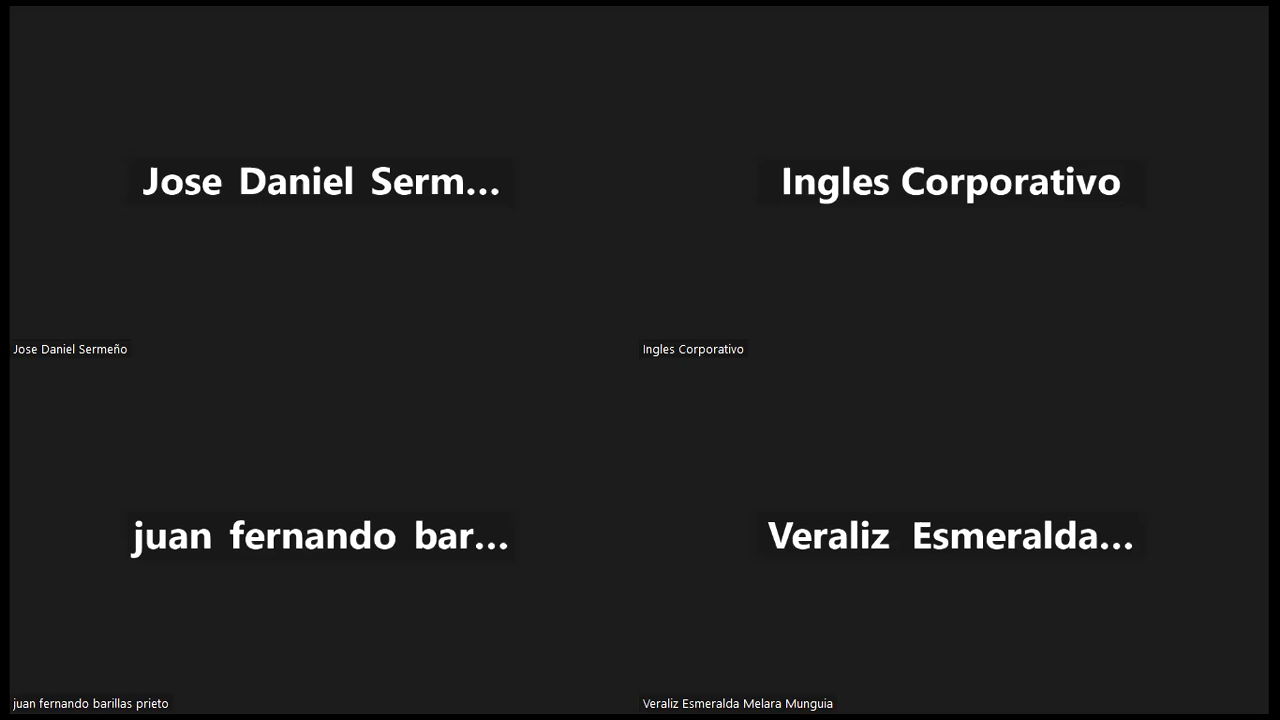 Jose Daniel Serm...
Ingles Corporativo
Jose Daniel Sermeño
Ingles Corporativo
juan fernando bar...
Veraliz Esmeralda...
juan fernando barillas prieto
Veraliz Esmeralda Melara Munguia